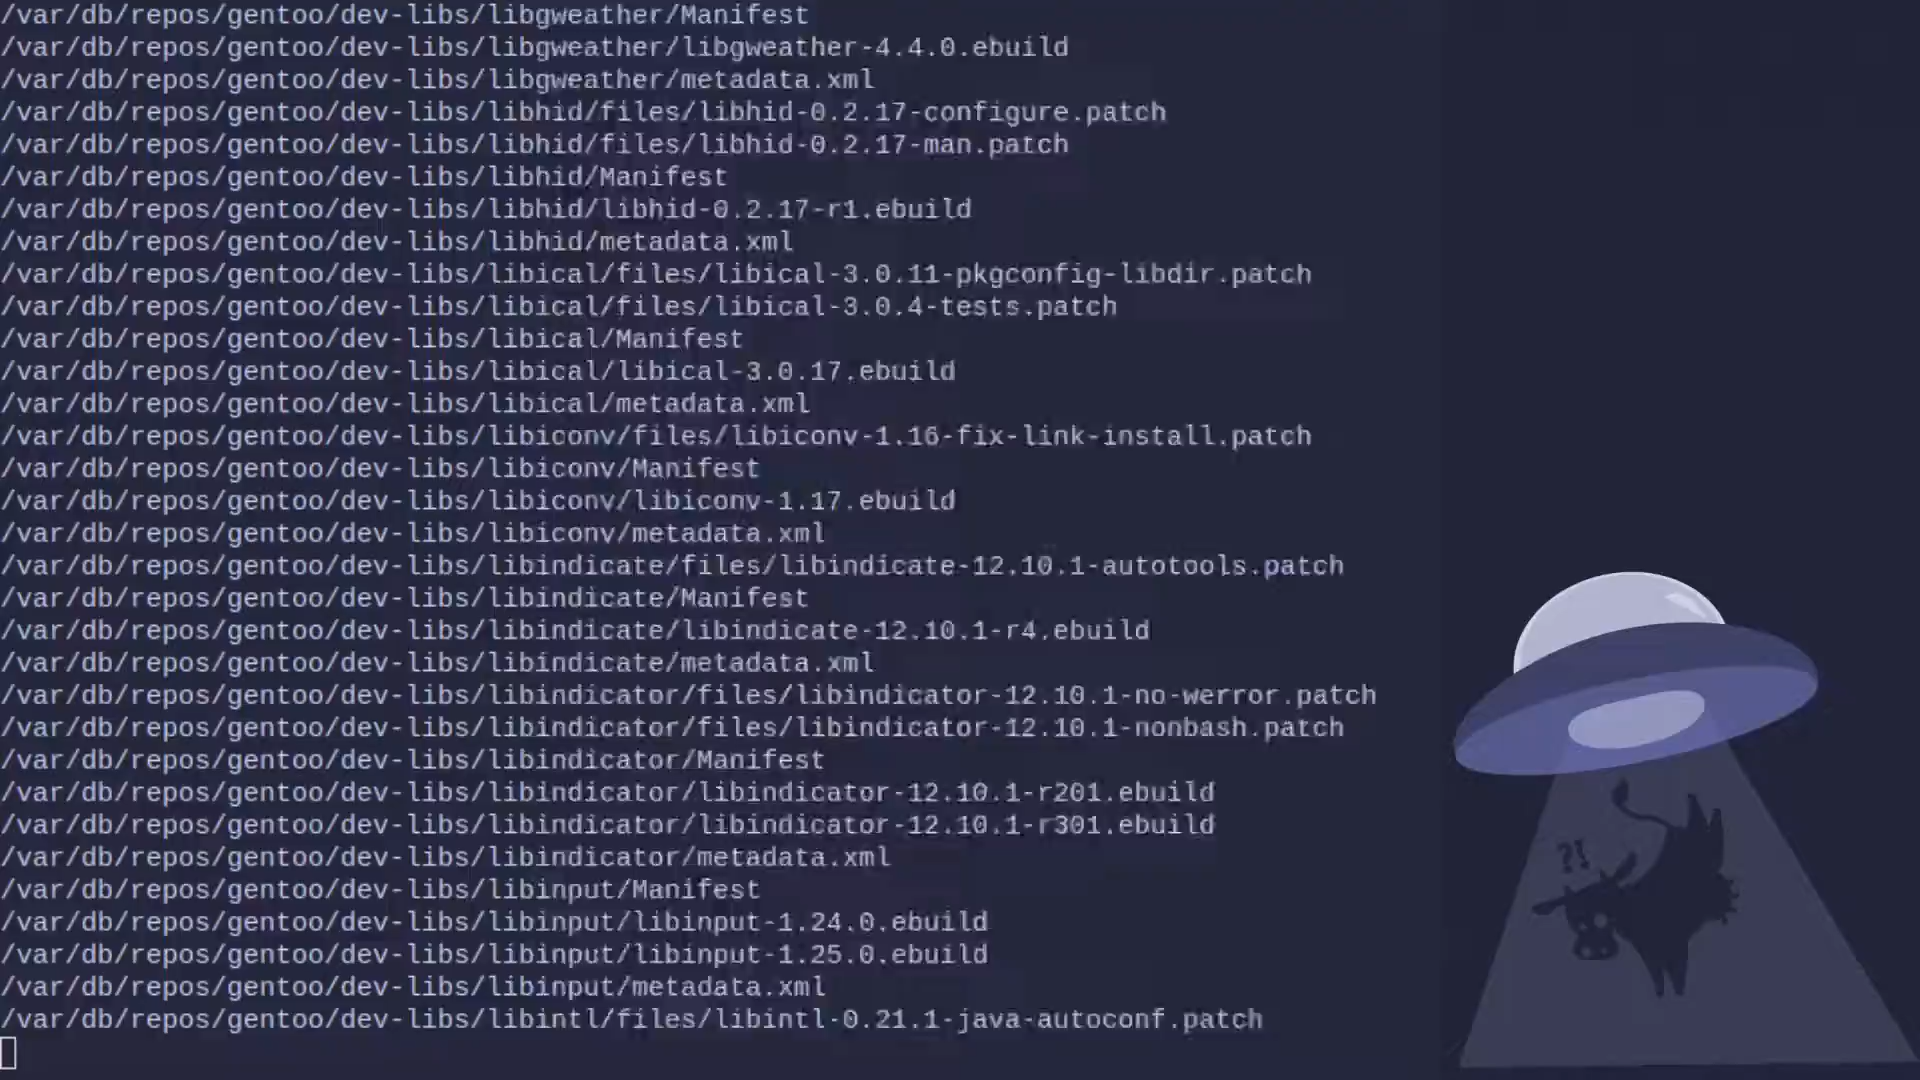 /var/db/repos/gentoo/dev-libs/libgweather/Manifest
/var/db/repos/gentoo/dev-libs/libgweather/libgweather-4.4.0.ebuild
/var/db/repos/gentoo/dev-libs/libgweather/metadata.xml
/var/db/repos/gentoo/dev-libs/libhid/files/libhid-0.2.17-configure.patch
/var/db/repos/gentoo/dev-libs/libhid/files/libhid-0.2.17-man.patch
/var/db/repos/gentoo/dev-libs/libhid/Manifest
/var/db/repos/gentoo/dev-libs/libhid/libhid-0.2.17-r1.ebuild
/var/db/repos/gentoo/dev-libs/libhid/metadata.xml
/var/db/repos/gentoo/dev-libs/libical/files/libical-3.0.11-pkgconfig-libdir.patch
/var/db/repos/gentoo/dev-libs/libical/files/libical-3.0.4-tests.patch
/var/db/repos/gentoo/dev-libs/libical/Manifest
/var/db/repos/gentoo/dev-libs/libical/libical-3.0.17.ebuild
/var/db/repos/gentoo/dev-libs/libical/metadata.xml
/var/db/repos/gentoo/dev-libs/libiconv/files/libiconv-1.16-fix-link-install.patch
/var/db/repos/gentoo/dev-libs/libiconv/Manifest
/var/db/repos/gentoo/dev-libs/libiconv/libiconv-1.17.ebuild
/var/db/repos/gentoo/dev-libs/libiconv/metadata.xml
/var/db/repos/gentoo/dev-libs/libindicate/files/libindicate-12.10.1-autotools.patch
/var/db/repos/gentoo/dev-libs/libindicate/Manifest
/var/db/repos/gentoo/dev-libs/libindicate/libindicate-12.10.1-r4.ebuild
/var/db/repos/gentoo/dev-libs/libindicate/metadata.xml
/var/db/repos/gentoo/dev-libs/libindicator/files/libindicator-12.10.1-no-werror.patch
/var/db/repos/gentoo/dev-libs/libindicator/files/libindicator-12.10.1-nonbash.patch
/var/db/repos/gentoo/dev-libs/libindicator/Manifest
/var/db/repos/gentoo/dev-libs/libindicator/libindicator-12.10.1-r201.ebuild
/var/db/repos/gentoo/dev-libs/libindicator/libindicator-12.10.1-r301.ebuild
/var/db/repos/gentoo/dev-libs/libindicator/metadata.xml
/var/db/repos/gentoo/dev-libs/libinput/Manifest
/var/db/repos/gentoo/dev-libs/libinput/libinput-1.24.0.ebuild
/var/db/repos/gentoo/dev-libs/libinput/libinput-1.25.0.ebuild
/var/db/repos/gentoo/dev-libs/libinput/metadata.xml
/var/db/repos/gentoo/dev-libs/libintl/files/libintl-0.21.1-java-autoconf.patch
?!